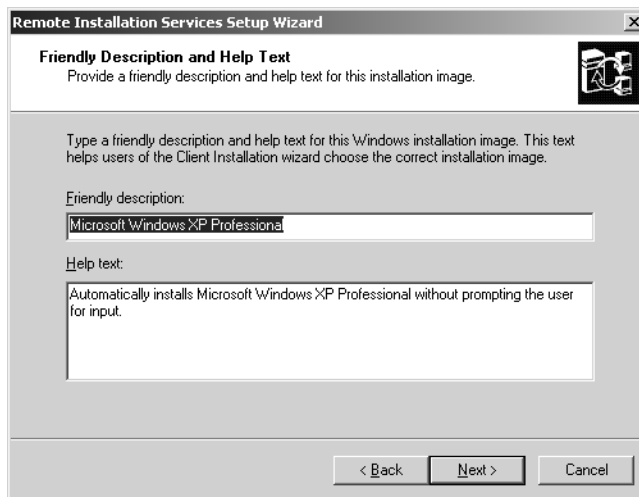 Remote Installation Services Setup Wizard
Friendly Description and Help Text
Provide a friendly description and help text for this installation image.
Type a friendly description and help text for this Windows installation image. This text
helps users of the Client Installation wizard choose the correct installation image.
Friendly description:
Microsoft Windows XP Professional
Help text:
Automatically installs Microsoft Windows XP Professional without prompting the user
for input.
< Back Next > Cancel